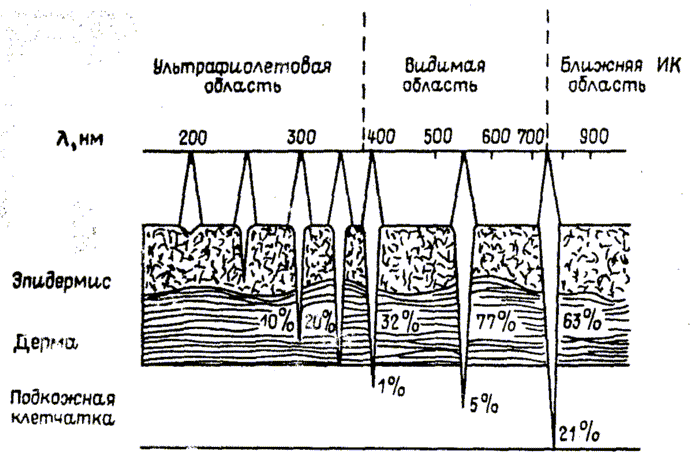 Ультрафиолетовая
область
Видимая
область
Ближняя ИК
область
λ, нм 200 300 400 500 600 700 900
Эпидермис
10% 20% 32% 77% 63%
Дерма
Подкожная
клетчатка
1% 5% 21%